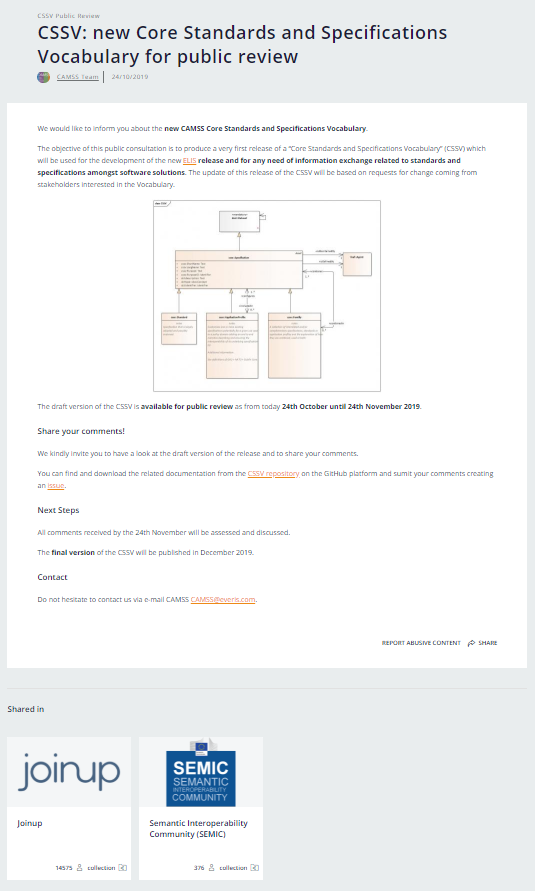 CSSV Public Review
CSSV: new Core Standards and Specifications
Vocabulary for public review
CAMSS Team
24/10/2019
We would like to inform you about the new CAMSS Core Standards and Specifications Vocabulary.
The objective of this public consultation is to produce a very first release of a "Core Standards and Specifications Vocabulary" (CSSV) which
will be used for the development of the new ELIS release and for any need of information exchange related to standards and
specifications amongst software solutions. The update of this release of the CSSV will be based on requests for change coming from
stakeholders interested in the Vocabulary.
The draft version of the CSSV is available for public review as from today 24th October until 24th November 2019.
Share your comments!
We kindly invite you to have a look at the draft version of the release and to share your comments.
You can find and download the related documentation from the CSSV repository on the GitHub platform and sumit your comments creating
an issue.
Next Steps
All comments received by the 24th November will be assessed and discussed.
The final version of the CSSV will be published in December 2019.
Contact
Do not hesitate to contact us via e-mail CAMSS CAMSS@everis.com.
REPORT ABUSIVE CONTENT SHARE
Shared in
joinup
SEMIC
SEMANTIC
INTEROPERABILITY
COMMUNITY
Joinup
Semantic Interoperability
Community (SEMIC)
14575 collection
376 collection